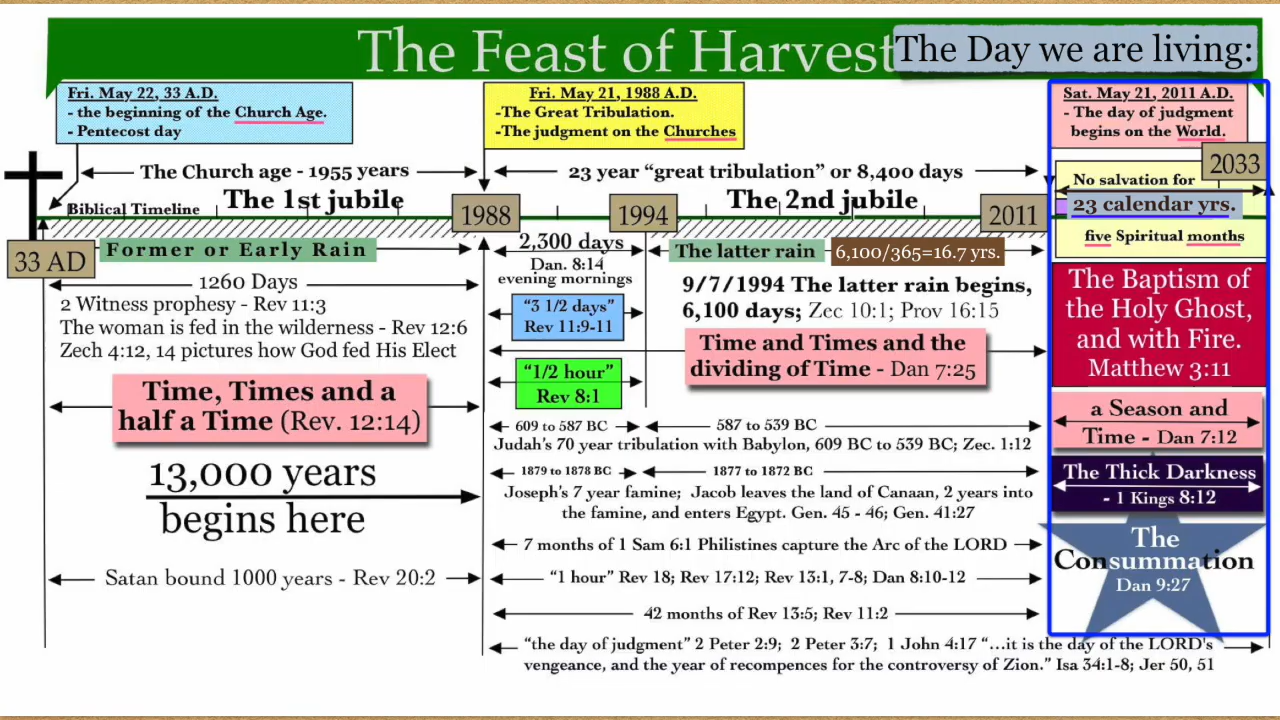 The Feast of Harvest
The Day we are living:
Fri. May 22, 33 A.D.
- the beginning of the Church Age.
- Pentecost day
Fri. May 21, 1988 A.D.
-The Great Tribulation.
-The judgment on the Churches
Sat. May 21, 2011 A.D.
- The day of judgment
begins on the World.
2033
The Church age - 1955 years
23 year “great tribulation” or 8,400 days
No salvation for
23 calendar yrs.
five Spiritual months
Biblical Timeline
The 1st jubile
The 2nd jubile
33 AD
1988
1994
2011
Former or Early Rain
2,300 days
Dan. 8:14
evening mornings
The latter rain
6,100/365=16.7 yrs.
1260 Days
2 Witness prophesy - Rev 11:3
The woman is fed in the wilderness - Rev 12:6
Zech 4:12, 14 pictures how God fed His Elect
“3 1/2 days”
Rev 11:9-11
9/7/1994 The latter rain begins,
6,100 days; Zec 10:1; Prov 16:15
Time and Times and the
dividing of Time - Dan 7:25
The Baptism of
the Holy Ghost,
and with Fire.
Matthew 3:11
“1/2 hour”
Rev 8:1
Time, Times and a
half a Time (Rev. 12:14)
a Season and
Time - Dan 7:12
609 to 587 BC
587 to 539 BC
Judah's 70 year tribulation with Babylon, 609 BC to 539 BC; Zec. 1:12
13,000 years
begins here
1879 to 1878 BC
1877 to 1872 BC
Joseph's 7 year famine; Jacob leaves the land of Canaan, 2 years into
the famine, and enters Egypt. Gen. 45 - 46; Gen. 41:27
The Thick Darkness
- 1 Kings 8:12
7 months of 1 Sam 6:1 Philistines capture the Arc of the LORD
The
Consummation
Dan 9:27
Satan bound 1000 years - Rev 20:2
“1 hour” Rev 18; Rev 17:12; Rev 13:1, 7-8; Dan 8:10-12
42 months of Rev 13:5; Rev 11:2
“the day of judgment” 2 Peter 2:9; 2 Peter 3:7; 1 John 4:17 “...it is the day of the LORD's
vengeance, and the year of recompences for the controversy of Zion.” Isa 34:1-8; Jer 50, 51